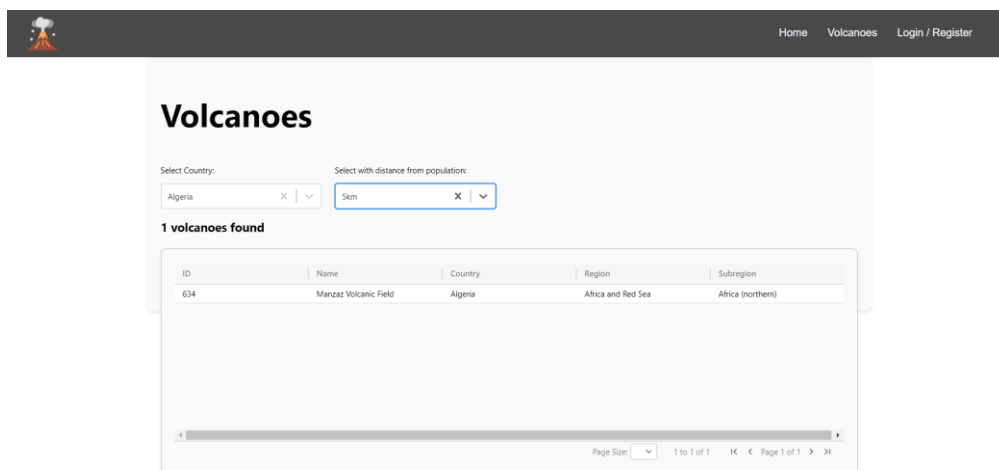 Home Volcanoes Login / Register
Volcanoes
Select Country: Select with distance from population:
Algeria 5km
1 volcanoes found
ID Name Country Region Subregion
634 Manzaz Volcanic Field Algeria Africa and Red Sea Africa (northern)
Page Size: 1 to 1 of 1 Page 1 of 1